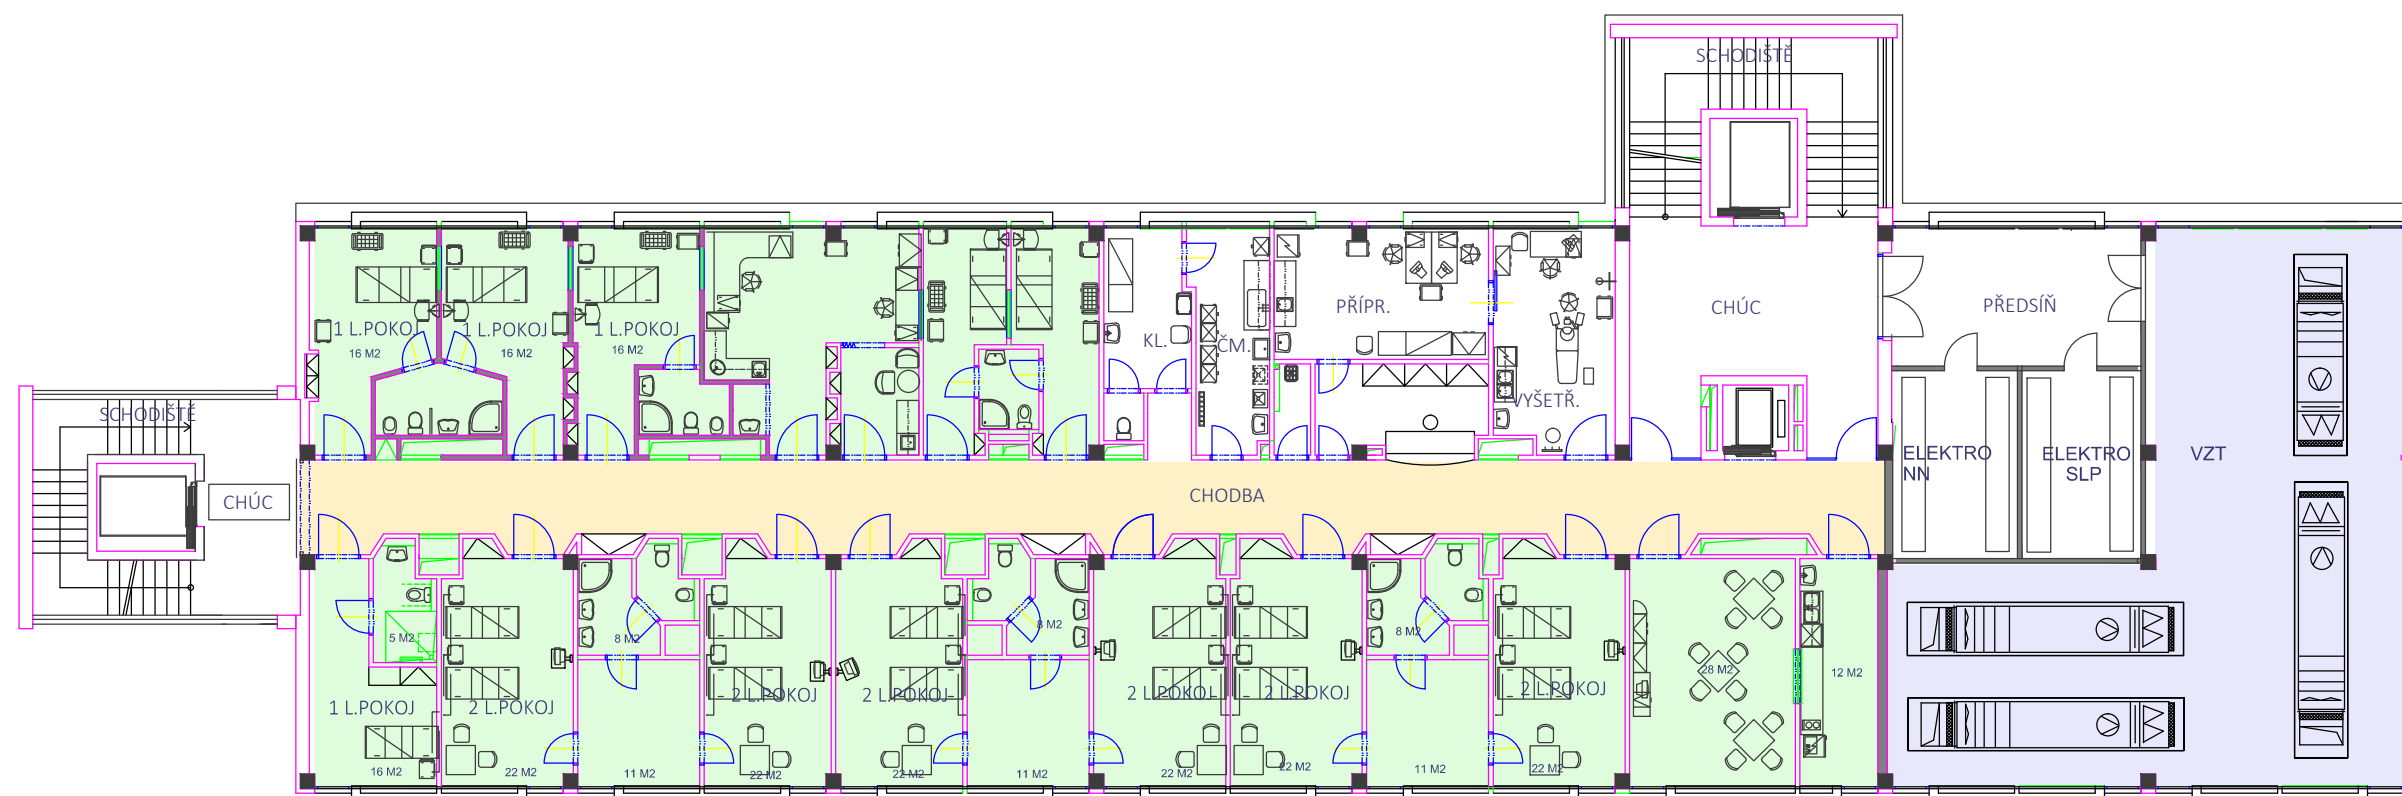 SCHODIŠTĚ
1 L.POKOJ
16 M2
1 L.POKOJ
16 M2
1 L.POKOJ
16 M2
KL.
ČM.
PŘÍPR.
VYŠETŘ.
CHÚC
PŘEDSÍŇ
SCHODIŠTĚ
CHÚC
CHODBA
ELEKTRO
NN
ELEKTRO
SLP
VZT
5 M2
8 M2
8 M2
8 M2
28 M2
12 M2
1 L.POKOJ
2 L.POKOJ
2 L.POKOJ
2 L.POKOJ
2 L.POKOJ
2 L.POKOJ
2 L.POKOJ
16 M2
22 M2
11 M2
22 M2
22 M2
11 M2
22 M2
22 M2
11 M2
22 M2